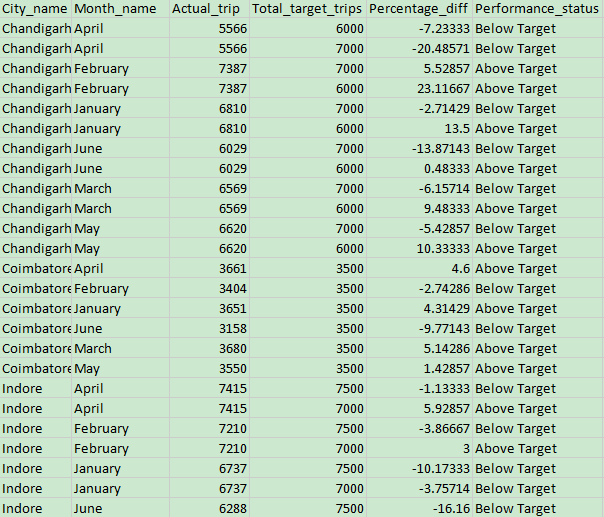 City_name Month_name Actual_trip Total_target_trips Percentage_diff Performance_status
Chandigarh April 5566 6000 -7.23333 Below Target
Chandigarh April 5566 7000 -20.48571 Below Target
Chandigarh February 7387 7000 5.52857 Above Target
Chandigarh February 7387 6000 23.11667 Above Target
Chandigarh January 6810 7000 -2.71429 Below Target
Chandigarh January 6810 6000 13.5 Above Target
Chandigarh June 6029 7000 -13.87143 Below Target
Chandigarh June 6029 6000 0.48333 Above Target
Chandigarh March 6569 7000 -6.15714 Below Target
Chandigarh March 6569 6000 9.48333 Above Target
Chandigarh May 6620 7000 -5.42857 Below Target
Chandigarh May 6620 6000 10.33333 Above Target
Coimbatore April 3661 3500 4.6 Above Target
Coimbatore February 3404 3500 -2.74286 Below Target
Coimbatore January 3651 3500 4.31429 Above Target
Coimbatore June 3158 3500 -9.77143 Below Target
Coimbatore March 3680 3500 5.14286 Above Target
Coimbatore May 3550 3500 1.42857 Above Target
Indore April 7415 7500 -1.13333 Below Target
Indore April 7415 7000 5.92857 Above Target
Indore February 7210 7500 -3.86667 Below Target
Indore February 7210 7000 3 Above Target
Indore January 6737 7500 -10.17333 Below Target
Indore January 6737 7000 -3.75714 Below Target
Indore June 6288 7500 -16.16 Below Target